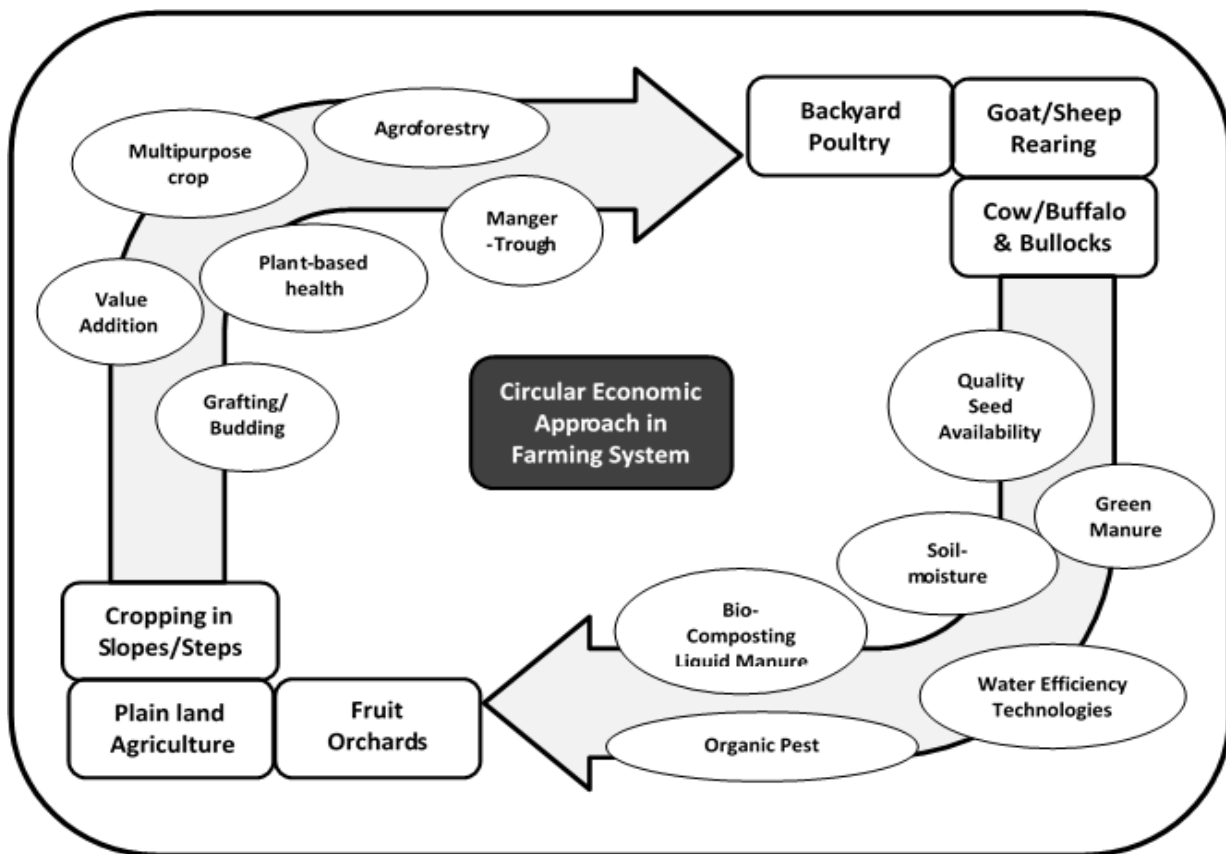 Agroforestry
Multipurpose
crop
Manger
-Trough
Plant-based
health
Value
Addition
Grafting/
Budding
Backyard
Poultry
Goat/Sheep
Rearing
Cow/Buffalo
& Bullocks
Circular Economic
Approach in
Farming System
Quality
Seed
Availability
Green
Manure
Soil-
moisture
Bio-
Composting
Liquid Manure
Water Efficiency
Technologies
Organic Pest
Cropping in
Slopes/Steps
Plain land
Agriculture
Fruit
Orchards